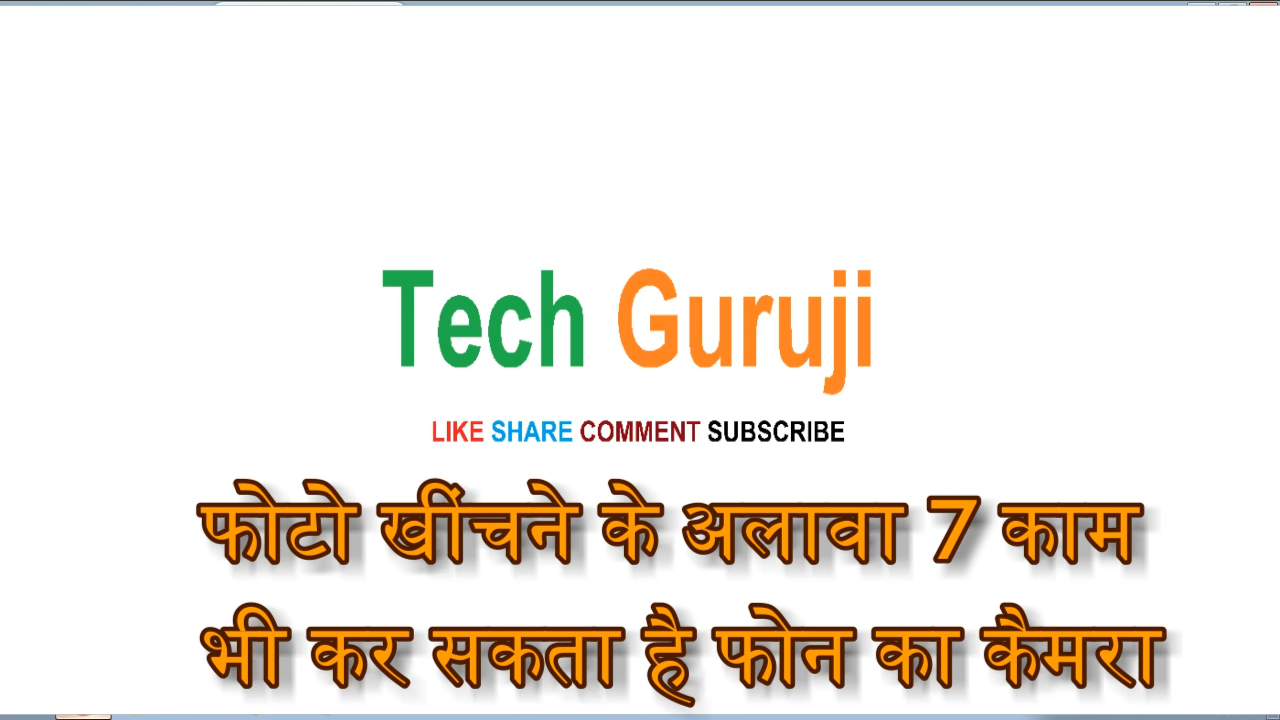 Tech Guruji
LIKE SHARE COMMENT SUBSCRIBE
फोटो खींचने के अलावा 7 काम
भी कर सकता है फोन का कैमरा